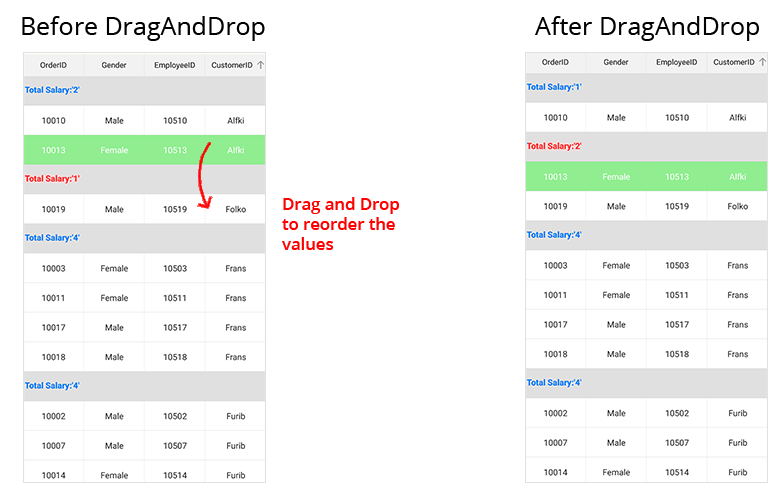 Before DragAndDrop
OrderID Gender EmployeeID CustomerID
Total Salary:'2'
10010 Male 10510 Alfki
10013 Female 10513 Alfki
Total Salary:'1'
10019 Male 10519 Folko
Total Salary:'4'
10003 Female 10503 Frans
10011 Female 10511 Frans
10017 Male 10517 Frans
10018 Male 10518 Frans
Total Salary:'4'
10002 Male 10502 Furib
10007 Male 10507 Furib
10014 Female 10514 Furib
Drag and Drop
to reorder the
values
After DragAndDrop
OrderID Gender EmployeeID CustomerID
Total Salary:'1'
10010 Male 10510 Alfki
Total Salary:'2'
10013 Female 10513 Alfki
10019 Male 10519 Folko
Total Salary:'4'
10003 Female 10503 Frans
10011 Female 10511 Frans
10017 Male 10517 Frans
10018 Male 10518 Frans
Total Salary:'4'
10002 Male 10502 Furib
10007 Male 10507 Furib
10014 Female 10514 Furib